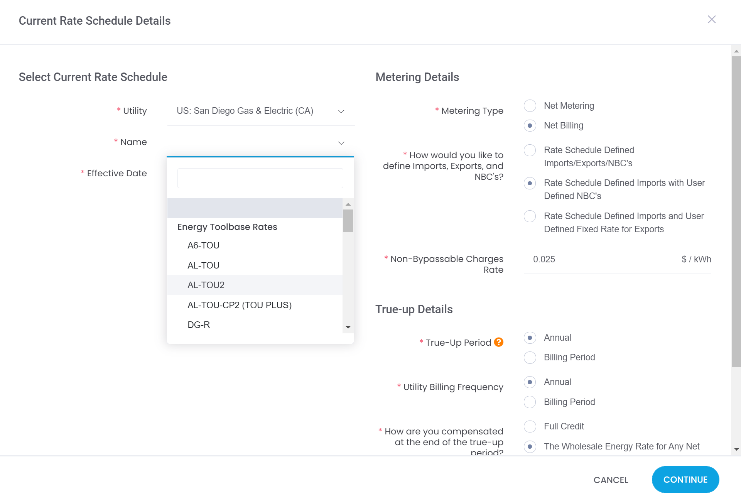 Current Rate Schedule Details
Select Current Rate Schedule
* Utility
US: San Diego Gas & Electric (CA)
* Name
* Effective Date
Energy Toolbase Rates
A6-TOU
AL-TOU
AL-TOU2
AL-TOU-CP2 (TOU PLUS)
DG-R
Metering Details
* Metering Type
Net Metering
Net Billing
* How would you like to
define Imports, Exports, and
NBC's?
Rate Schedule Defined
Imports/Exports/NBC's
Rate Schedule Defined Imports with User
Defined NBC's
Rate Schedule Defined Imports and User
Defined Fixed Rate for Exports
* Non-Bypassable Charges
Rate
0.025
$ / kWh
True-up Details
* True-Up Period ?
Annual
Billing Period
* Utility Billing Frequency
Annual
Billing Period
* How are you compensated
at the end of the true-up
period?
Full Credit
The Wholesale Energy Rate for Any Net
CANCEL
CONTINUE